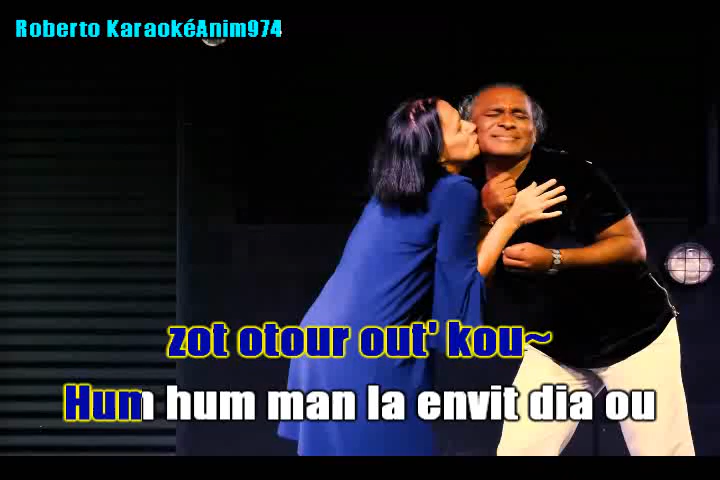 Roberto KaraokéAnim974
zot otour out' kou~
Hum hum man la envit dia ou